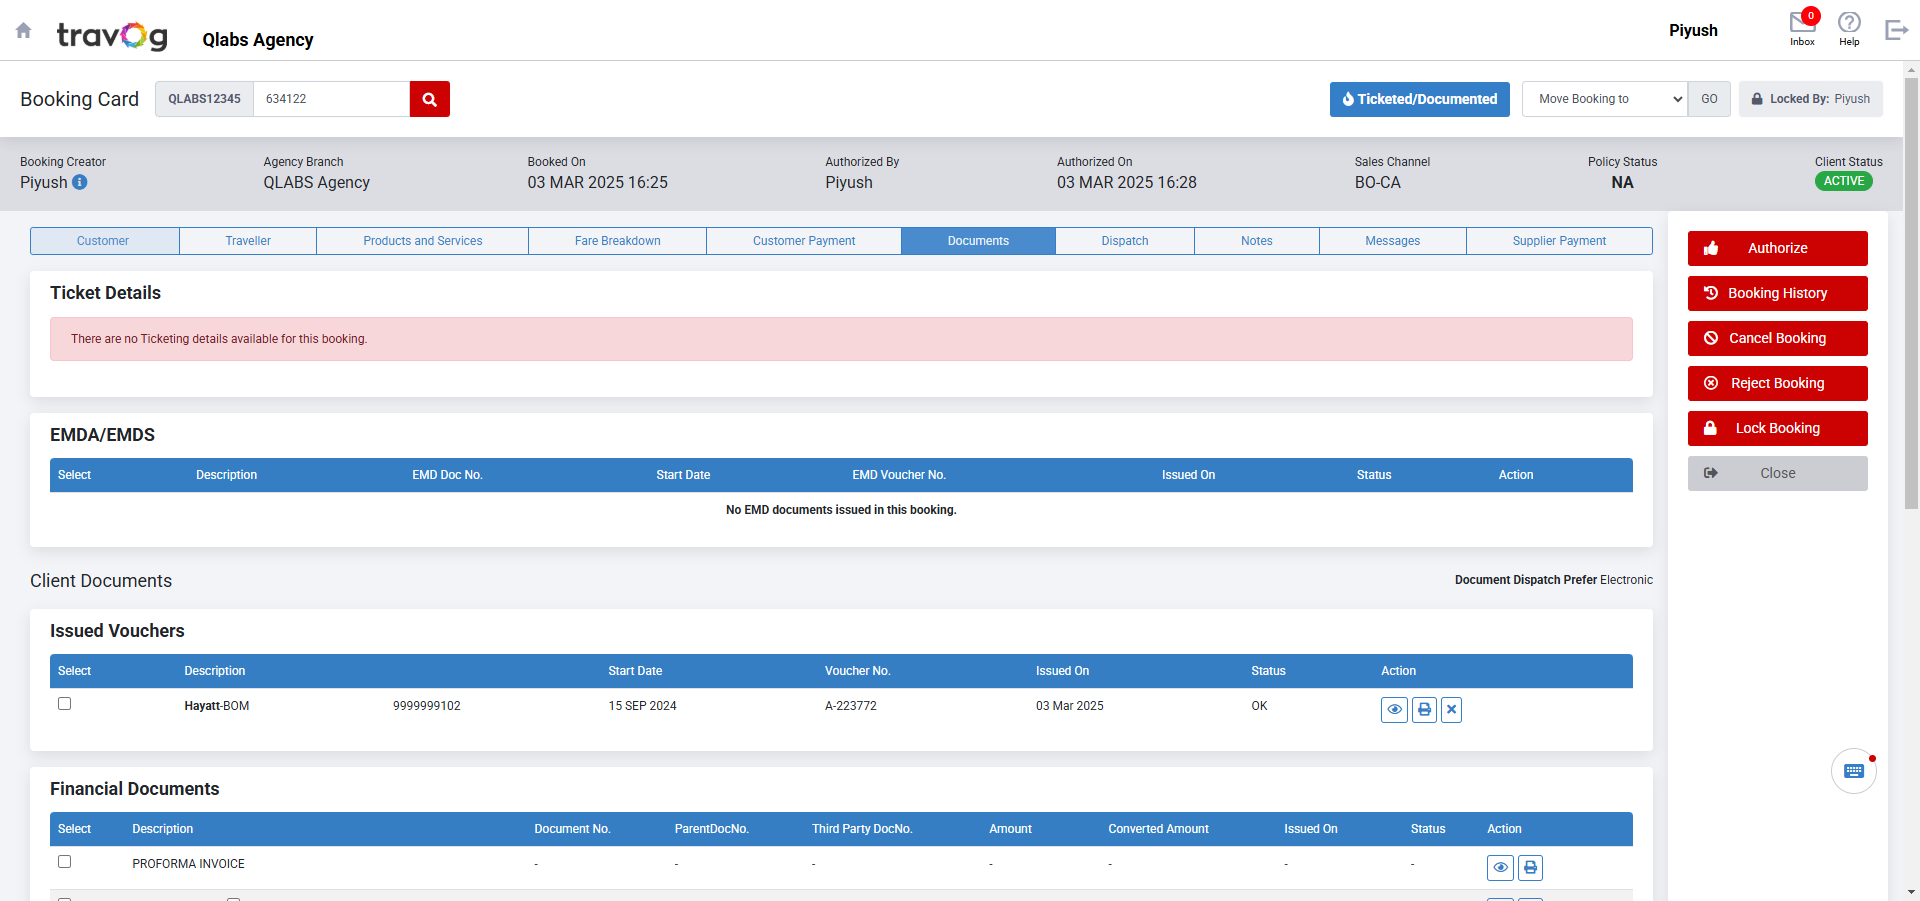 travog
Qlabs Agency
Piyush
0
Inbox
Help
Booking Card
QLABS12345
634122
Ticketed/Documented
Move Booking to
GO
Locked By: Piyush
Booking Creator
Piyush
Agency Branch
QLABS Agency
Booked On
03 MAR 2025 16:25
Authorized By
Piyush
Authorized On
03 MAR 2025 16:28
Sales Channel
BO-CA
Policy Status
NA
Client Status
ACTIVE
Customer
Traveller
Products and Services
Fare Breakdown
Customer Payment
Documents
Dispatch
Notes
Messages
Supplier Payment
Authorize
Booking History
Cancel Booking
Reject Booking
Lock Booking
Close
Ticket Details
There are no Ticketing details available for this booking.
EMDA/EMDS
Select Description EMD Doc No. Start Date EMD Voucher No. Issued On Status Action
No EMD documents issued in this booking.
Client Documents
Document Dispatch Prefer Electronic
Issued Vouchers
Select Description Start Date Voucher No. Issued On Status Action
Hayatt-BOM 9999999102 15 SEP 2024 A-223772 03 Mar 2025 OK
Financial Documents
Select Description Document No. ParentDocNo. Third Party DocNo. Amount Converted Amount Issued On Status Action
PROFORMA INVOICE - - - - - - -